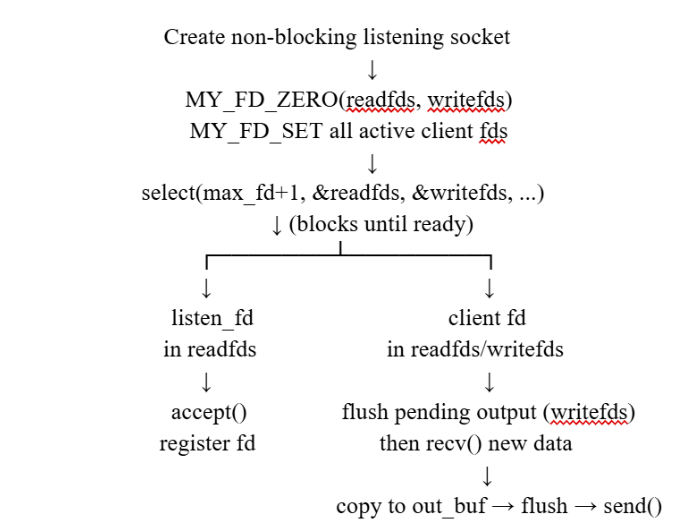 Create non-blocking listening socket
↓
MY_FD_ZERO(readfds, writefds)
MY_FD_SET all active client fds
↓
select(max_fd+1, &readfds, &writefds, ...)
↓ (blocks until ready)
↓ ↓
listen_fd client fd
in readfds in readfds/writefds
↓ ↓
accept() flush pending output (writefds)
register fd then recv() new data
↓
copy to out_buf → flush → send()